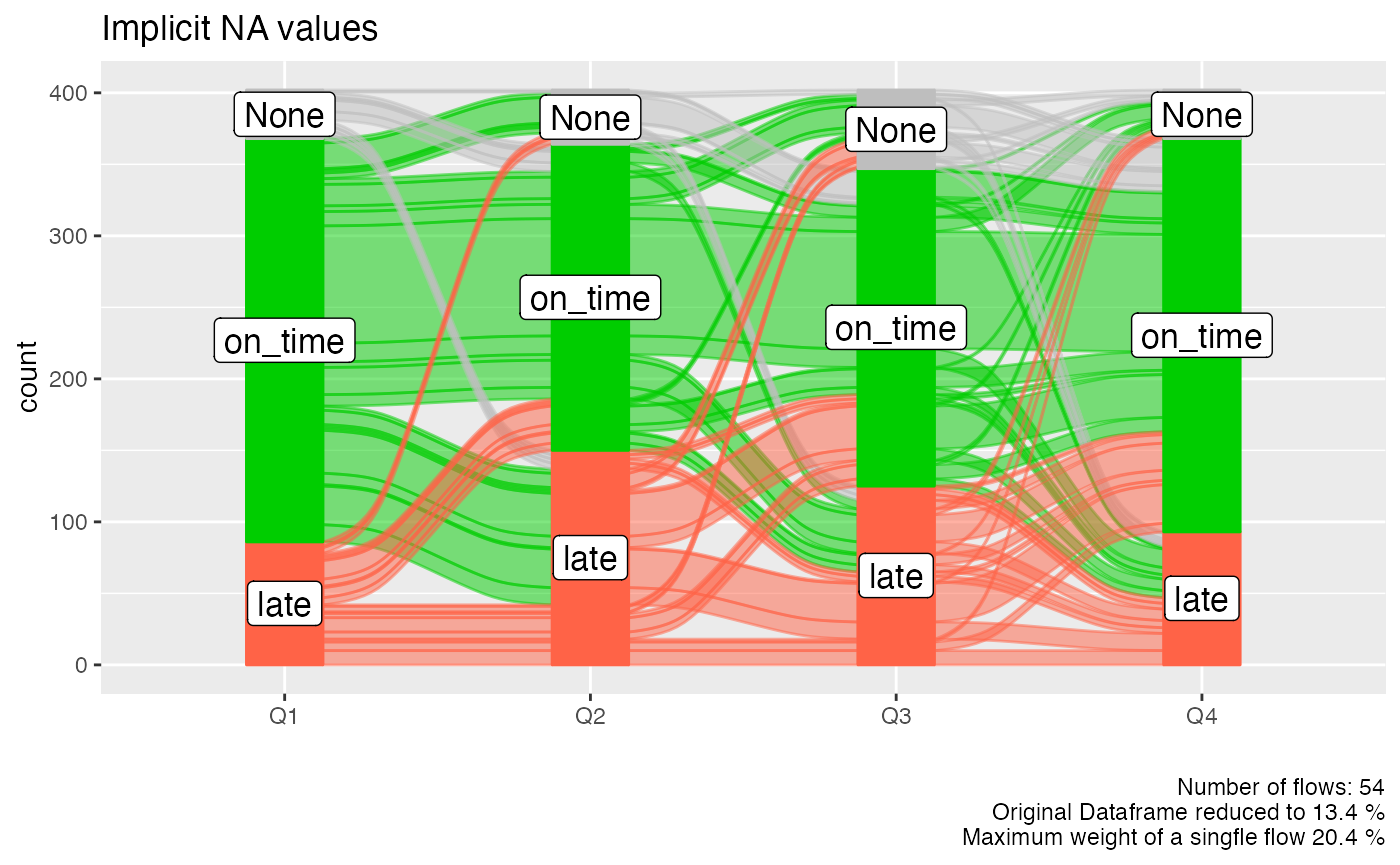 Implicit NA values
count
400
300
200
100
0
None
None
None
None
on_time
on_time
on_time
on_time
late
late
late
late
Q1
Q2
Q3
Q4
Number of flows: 54
Original Dataframe reduced to 13.4 %
Maximum weight of a singfle flow 20.4 %